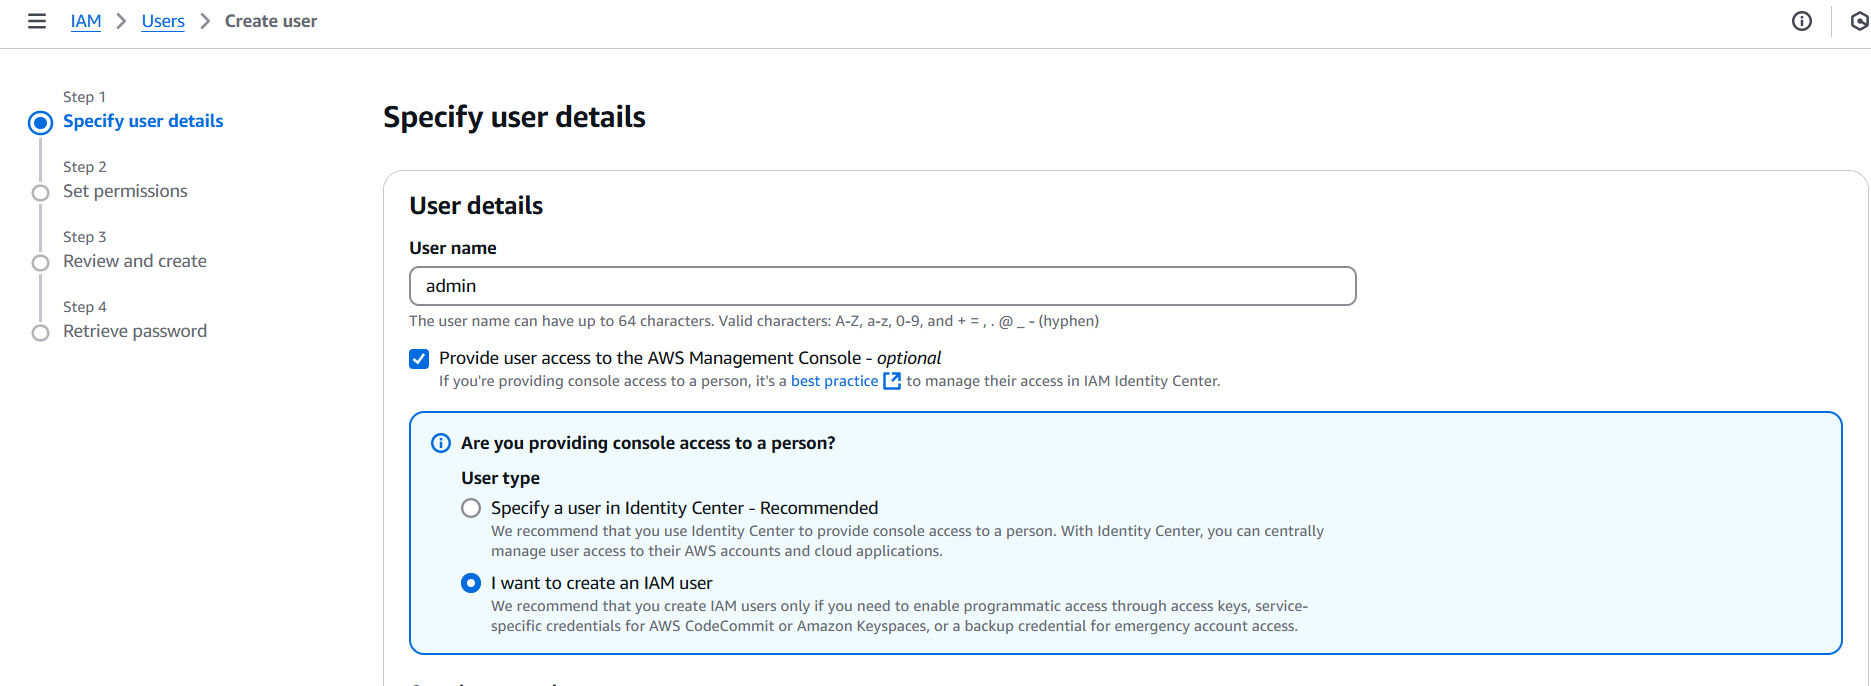 IAM > Users > Create user
Step 1
Specify user details
Step 2
Set permissions
Step 3
Review and create
Step 4
Retrieve password
Specify user details
User details
User name
admin
The user name can have up to 64 characters. Valid characters: A-Z, a-z, 0-9, and + = , . @ _ - (hyphen)
Provide user access to the AWS Management Console - optional
If you're providing console access to a person, it's a best practice to manage their access in IAM Identity Center.
Are you providing console access to a person?
User type
Specify a user in Identity Center - Recommended
We recommend that you use Identity Center to provide console access to a person. With Identity Center, you can centrally
manage user access to their AWS accounts and cloud applications.
I want to create an IAM user
We recommend that you create IAM users only if you need to enable programmatic access through access keys, service-
specific credentials for AWS CodeCommit or Amazon Keyspaces, or a backup credential for emergency account access.